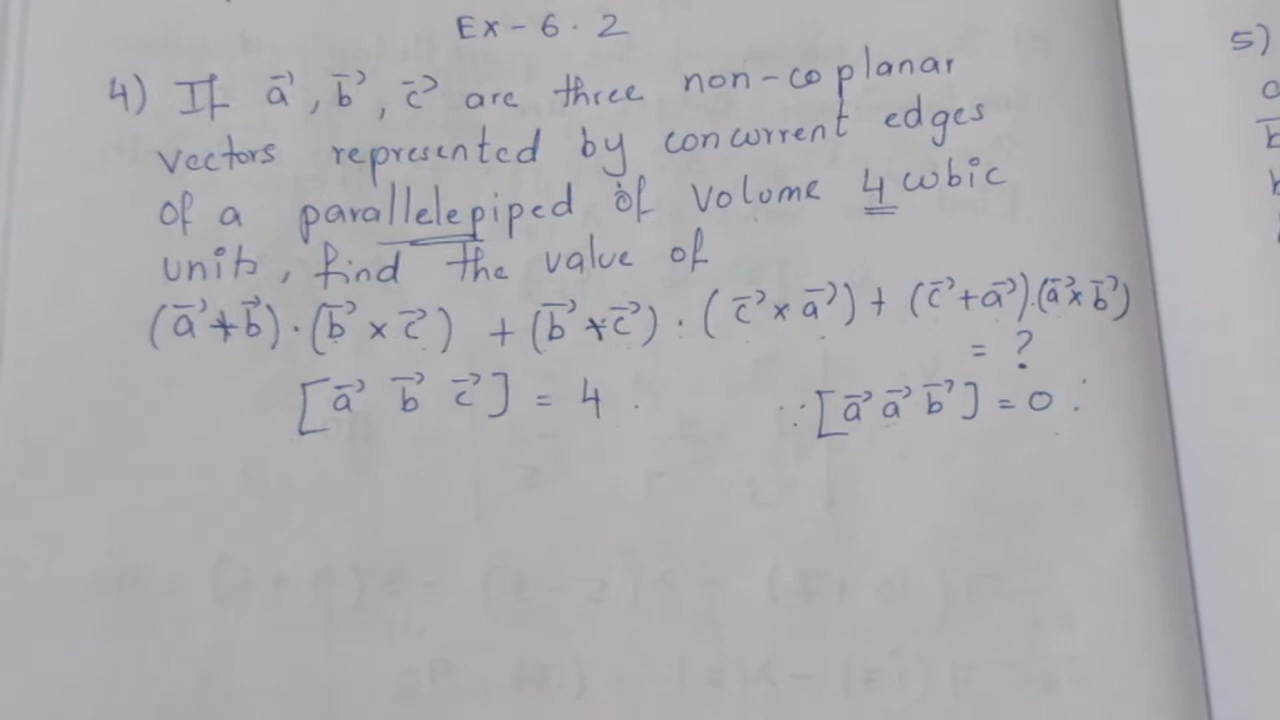 Ex - 6.2
4) If a⃗, b⃗, c⃗ are three non-coplanar
vectors represented by concurrent edges
of a parallelepiped of volume 4 cubic
units, find the value of
(a⃗+b⃗)·(b⃗×c⃗) + (b⃗+c⃗)·(c⃗×a⃗) + (c⃗+a⃗)·(a⃗×b⃗)
= ?
[a⃗ b⃗ c⃗] = 4. ∵[a⃗ a⃗ b⃗] = 0
5)